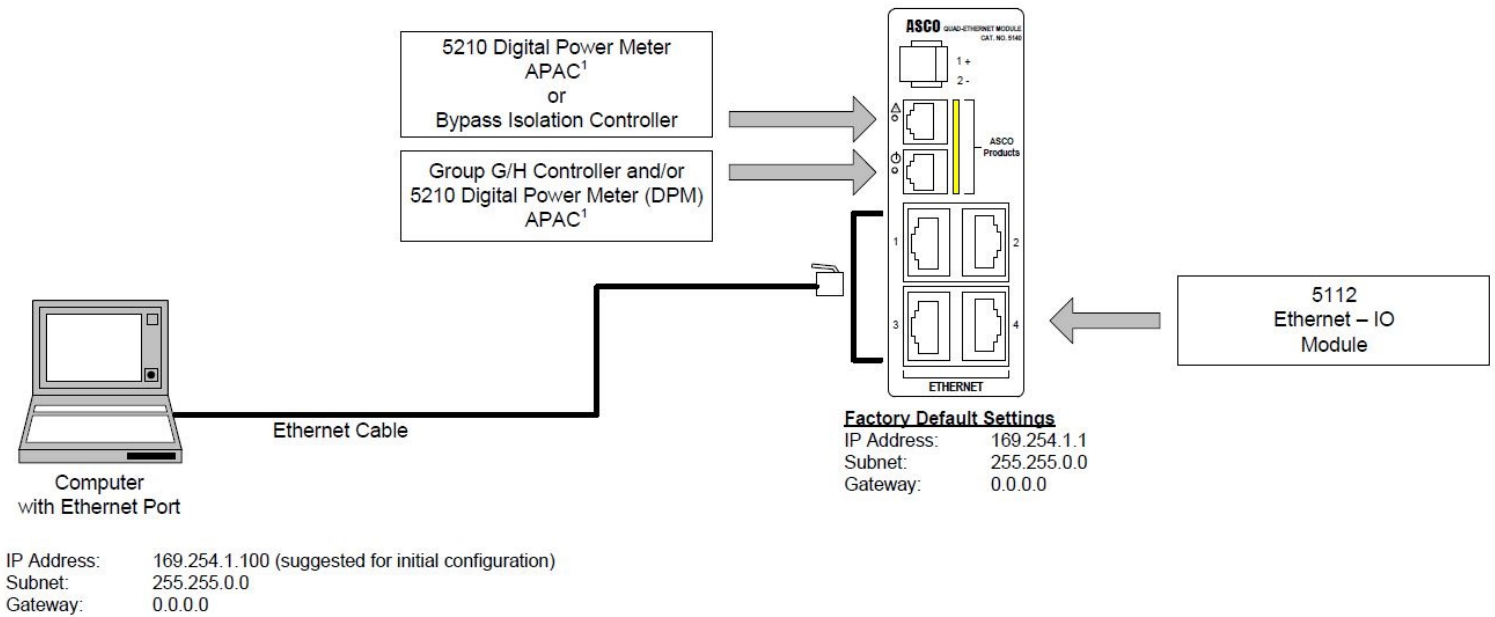 ASCO QUAD-ETHERNET MODULE
CAT. NO. 5140
1 +
2 -
5210 Digital Power Meter
APAC¹
or
Bypass Isolation Controller
ASCO
Products
Group G/H Controller and/or
5210 Digital Power Meter (DPM)
APAC¹
1
2
3
4
ETHERNET
5112
Ethernet – IO
Module
Factory Default Settings
IP Address: 169.254.1.1
Subnet: 255.255.0.0
Gateway: 0.0.0.0
Ethernet Cable
Computer
with Ethernet Port
IP Address: 169.254.1.100 (suggested for initial configuration)
Subnet: 255.255.0.0
Gateway: 0.0.0.0